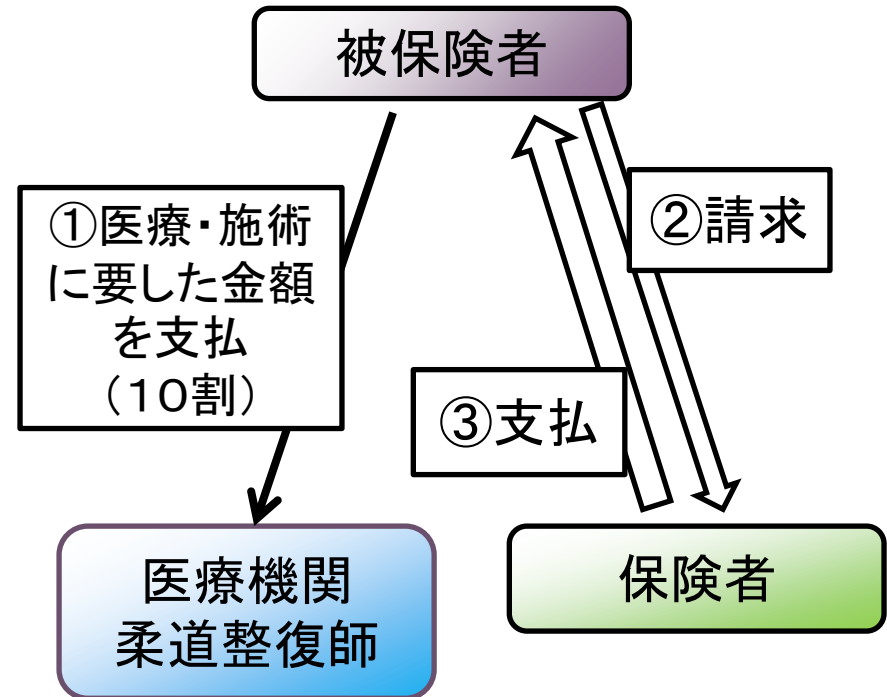 被保険者
①医療・施術
に要した金額
を支払
（１０割）
②請求
③支払
医療機関
柔道整復師
保険者